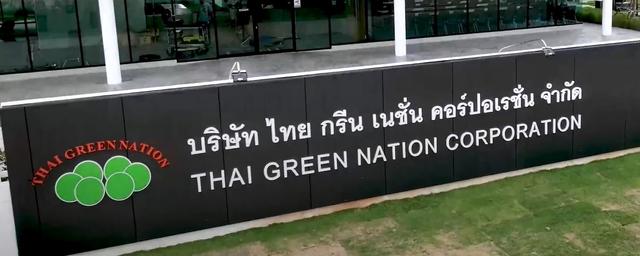 THAI GREEN NATION
บริษัท ไทย กรีน เนชั่น คอร์ปอเรชั่น จำกัด
THAI GREEN NATION CORPORATION